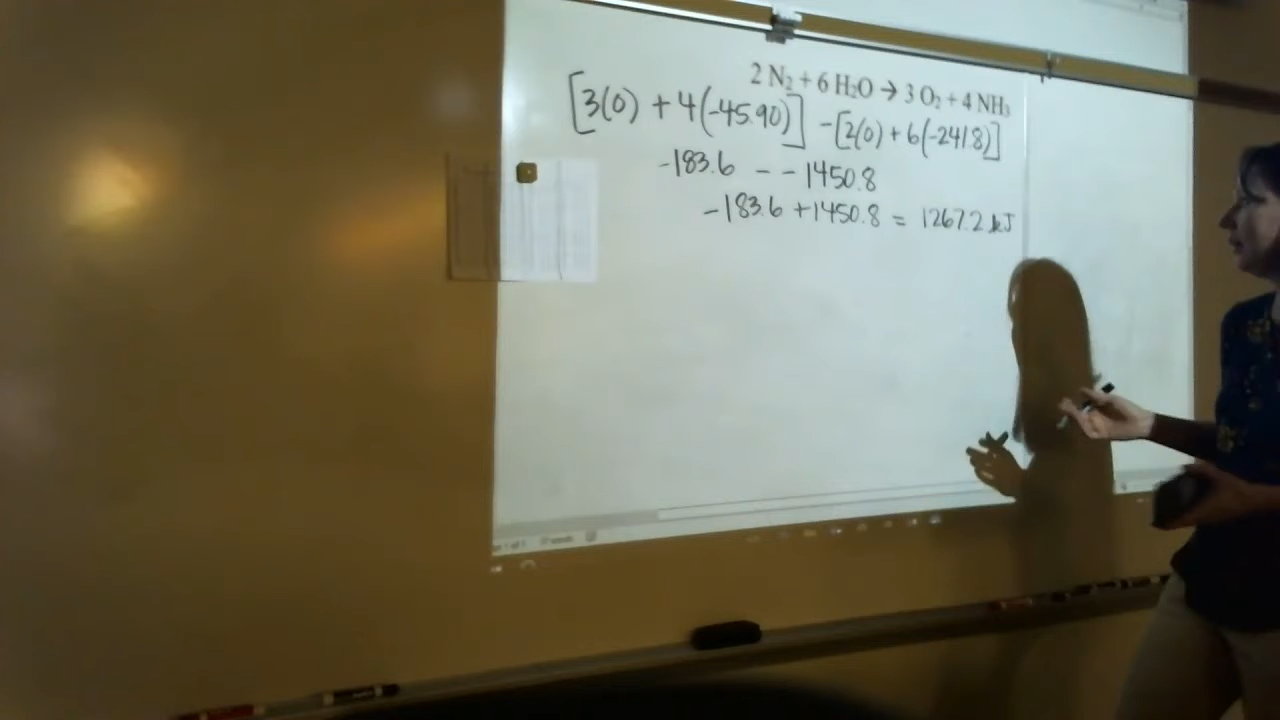 2 N₂ + 6 H₂O → 3 O₂ + 4 NH₃
[3(0) + 4(-45.90)] - [2(0) + 6(-241.8)]
-183.6 - - 1450.8
-183.6 + 1450.8 = 1267.2 kJ